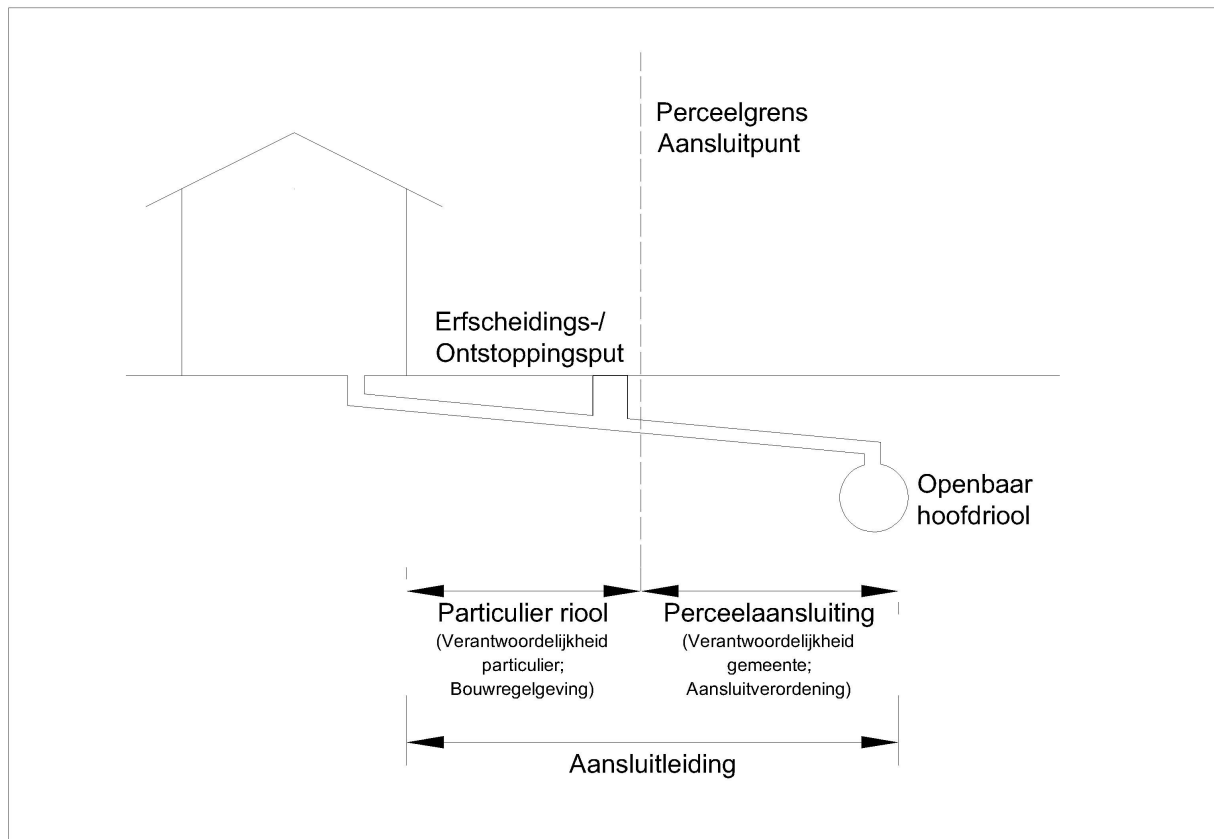 Perceelgrens
Aansluitpunt
Erfscheidings-/
Ontstoppingsput
Openbaar
hoofdriool
Particulier riool
(Verantwoordelijkheid
particulier;
Bouwregelgeving)
Perceelaansluiting
(Verantwoordelijkheid
gemeente;
Aansluitverordening)
Aansluitleiding